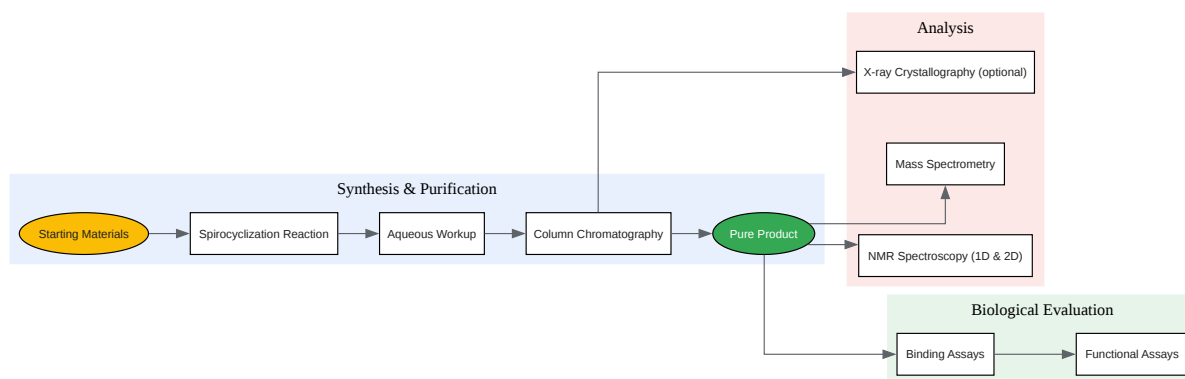 Analysis
X-ray Crystallography (optional)
Mass Spectrometry
Synthesis & Purification
Starting Materials
Spirocyclization Reaction
Aqueous Workup
Column Chromatography
Pure Product
NMR Spectroscopy (1D & 2D)
Biological Evaluation
Binding Assays
Functional Assays